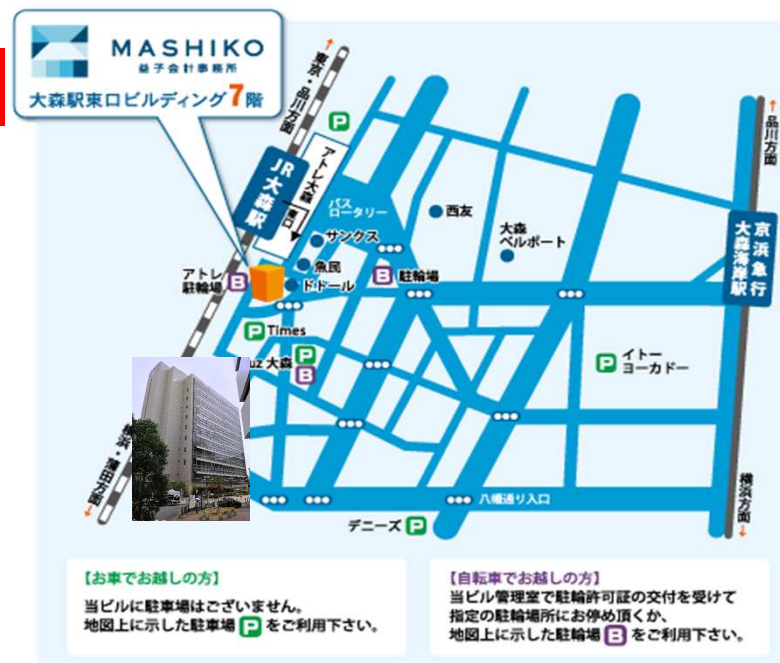 MASHIKO
益子会計事務所
大森駅東口ビルディング7階
↑東京・品川方面
P
アトレ大森
JR大森駅
東口
バス
ロータリー
サンクス
魚民
ドドール
西友
大森
ベルポート
↑品川方面
京浜急行
大森海岸駅
アトレ
駐輪場
B
B 駐輪場
P Times
uz 大森 P
B
P イトー
ヨーカドー
横浜・蒲田方面↓
八幡通り入口
横浜方面↓
デニーズ P
【お車でお越しの方】
当ビルに駐車場はございません。
地図上に示した駐車場 P をご利用下さい。
【自転車でお越しの方】
当ビル管理室で駐輪許可証の交付を受けて
指定の駐輪場所にお停め頂くか、
地図上に示した駐輪場 B をご利用下さい。